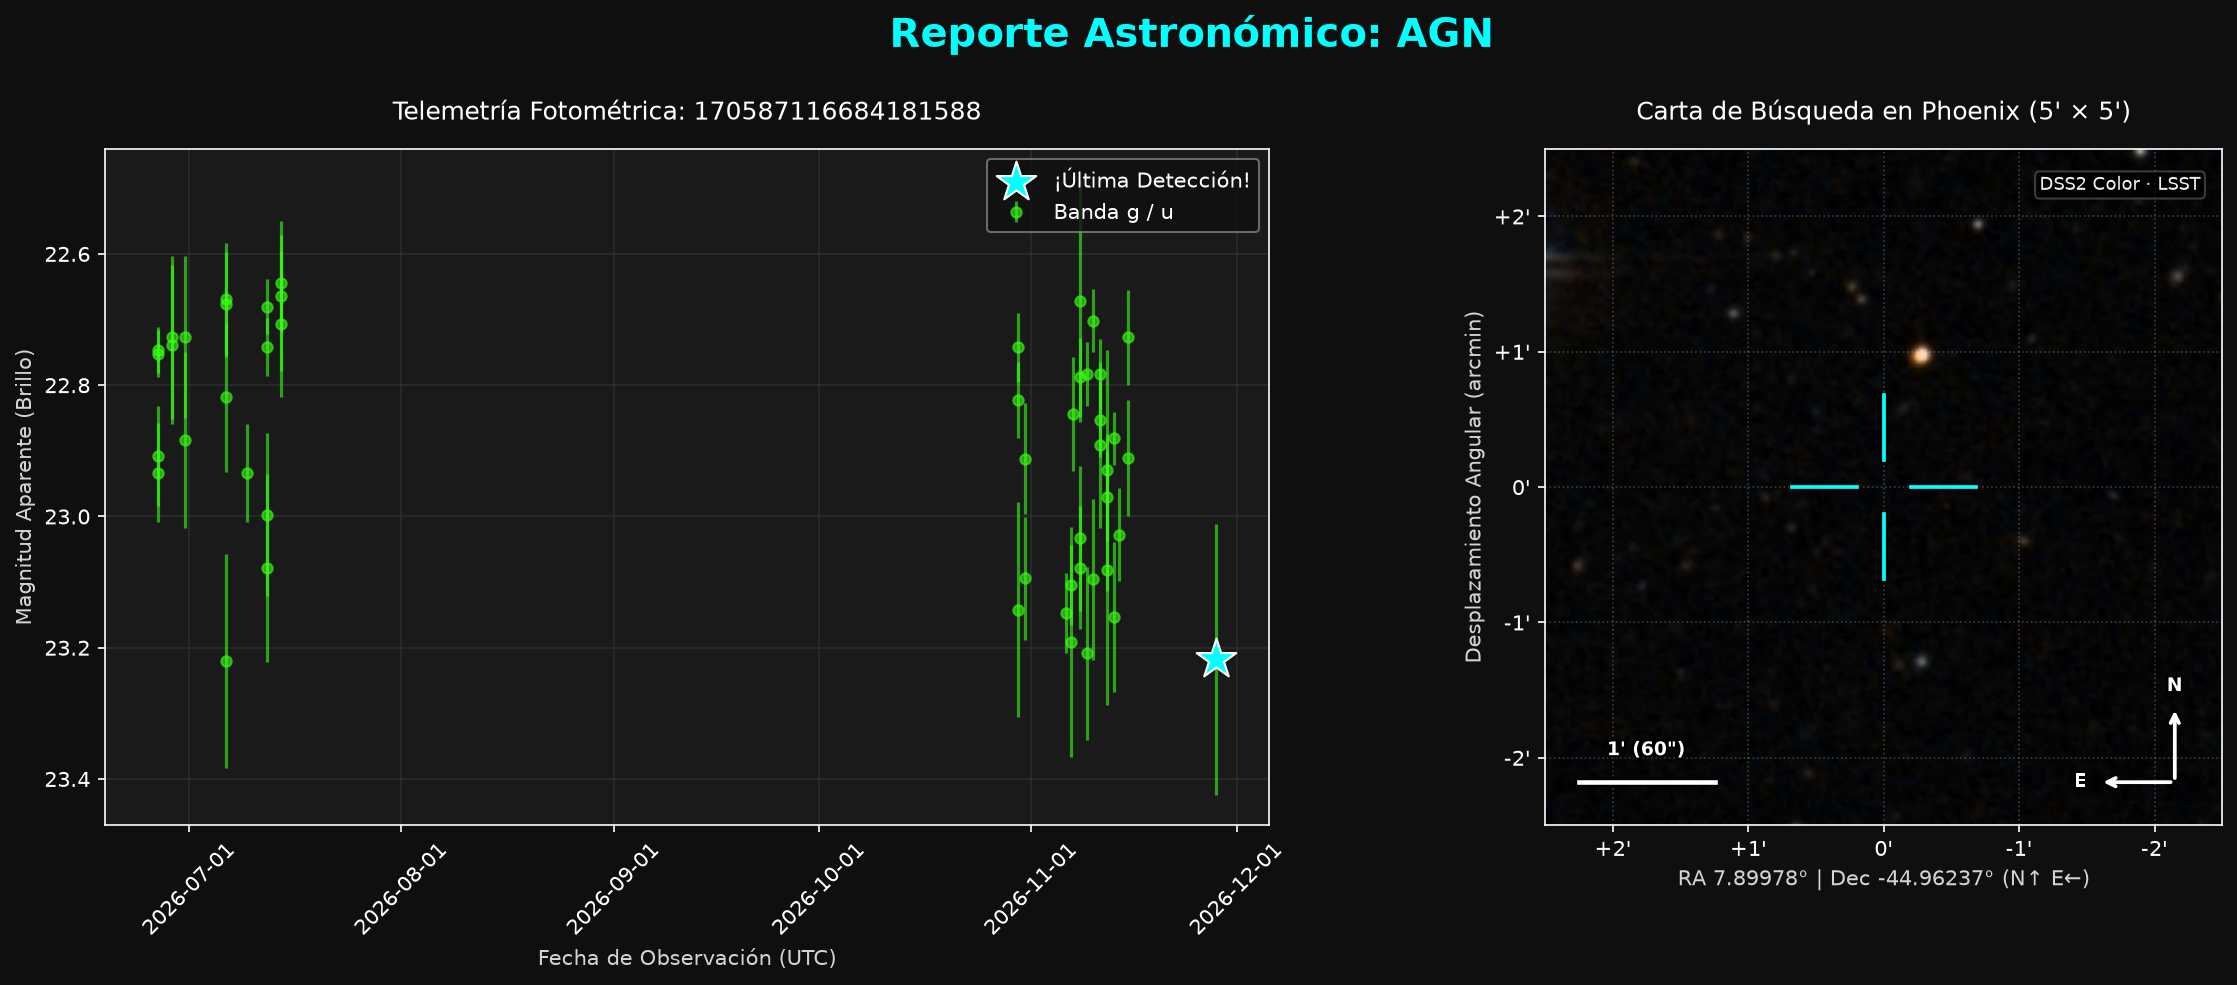 Reporte Astronómico: AGN
Telemetría Fotométrica: 170587116684181588
¡Última Detección!
Banda g / u
Magnitud Aparente (Brillo)
22.6
22.8
23.0
23.2
23.4
2026-07-01
2026-08-01
2026-09-01
2026-10-01
2026-11-01
2026-12-01
Fecha de Observación (UTC)
Carta de Búsqueda en Phoenix (5' × 5')
DSS2 Color · LSST
Desplazamiento Angular (arcmin)
+2'
+1'
0'
-1'
-2'
N
E
1' (60")
+2'
+1'
0'
-1'
-2'
RA 7.89978° | Dec -44.96237° (N↑ E←)